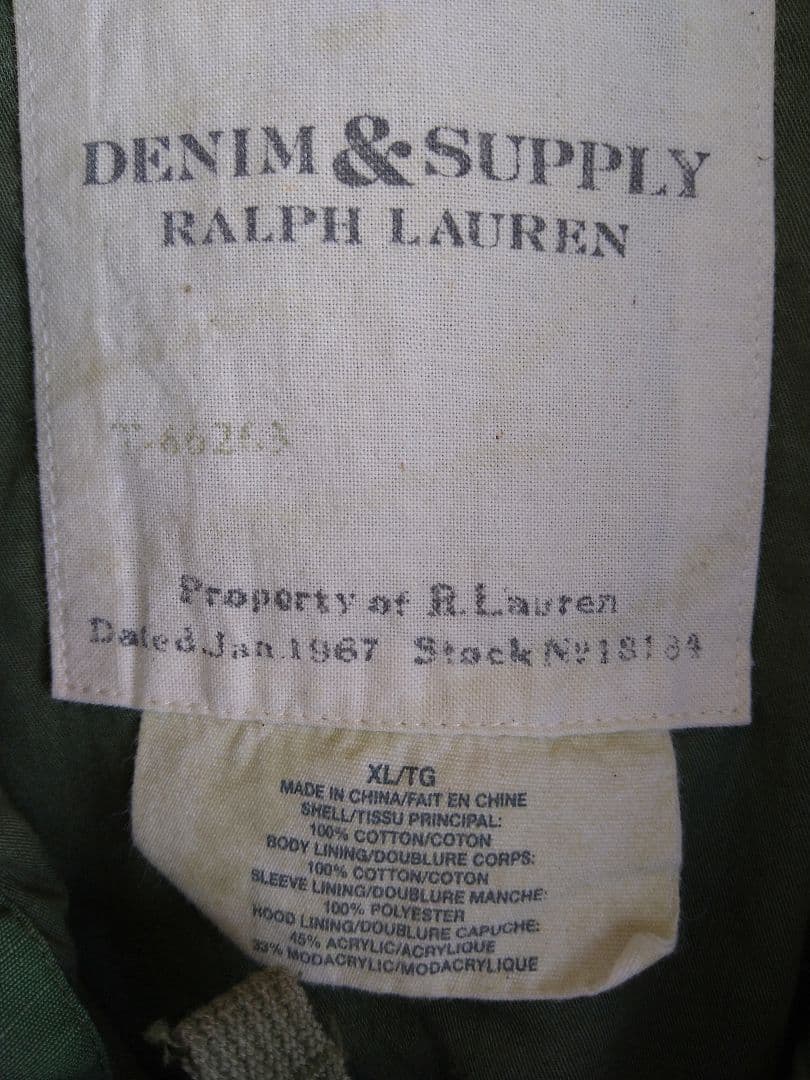 DENIM & SUPPLY
RALPH LAUREN
Property of R. Lauren
Dated Jan. 1967 Stock Nº 18184
XL/TG
MADE IN CHINA/FAIT EN CHINE
SHELL/TISSU PRINCIPAL:
100% COTTON/COTON
BODY LINING/DOUBLURE CORPS:
100% COTTON/COTON
SLEEVE LINING/DOUBLURE MANCHE:
100% POLYESTER
HOOD LINING/DOUBLURE CAPUCHE:
45% ACRYLIC/ACRYLIQUE
33% MODACRYLIC/MODACRYLIQUE